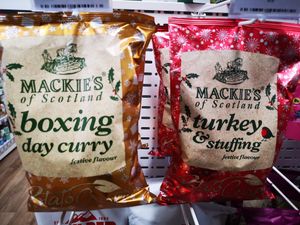 MACKIE'S
of Scotland
boxing
day curry
festive flavour
MACKIE'S
of Scotland
turkey
& stuffing
festive flavour